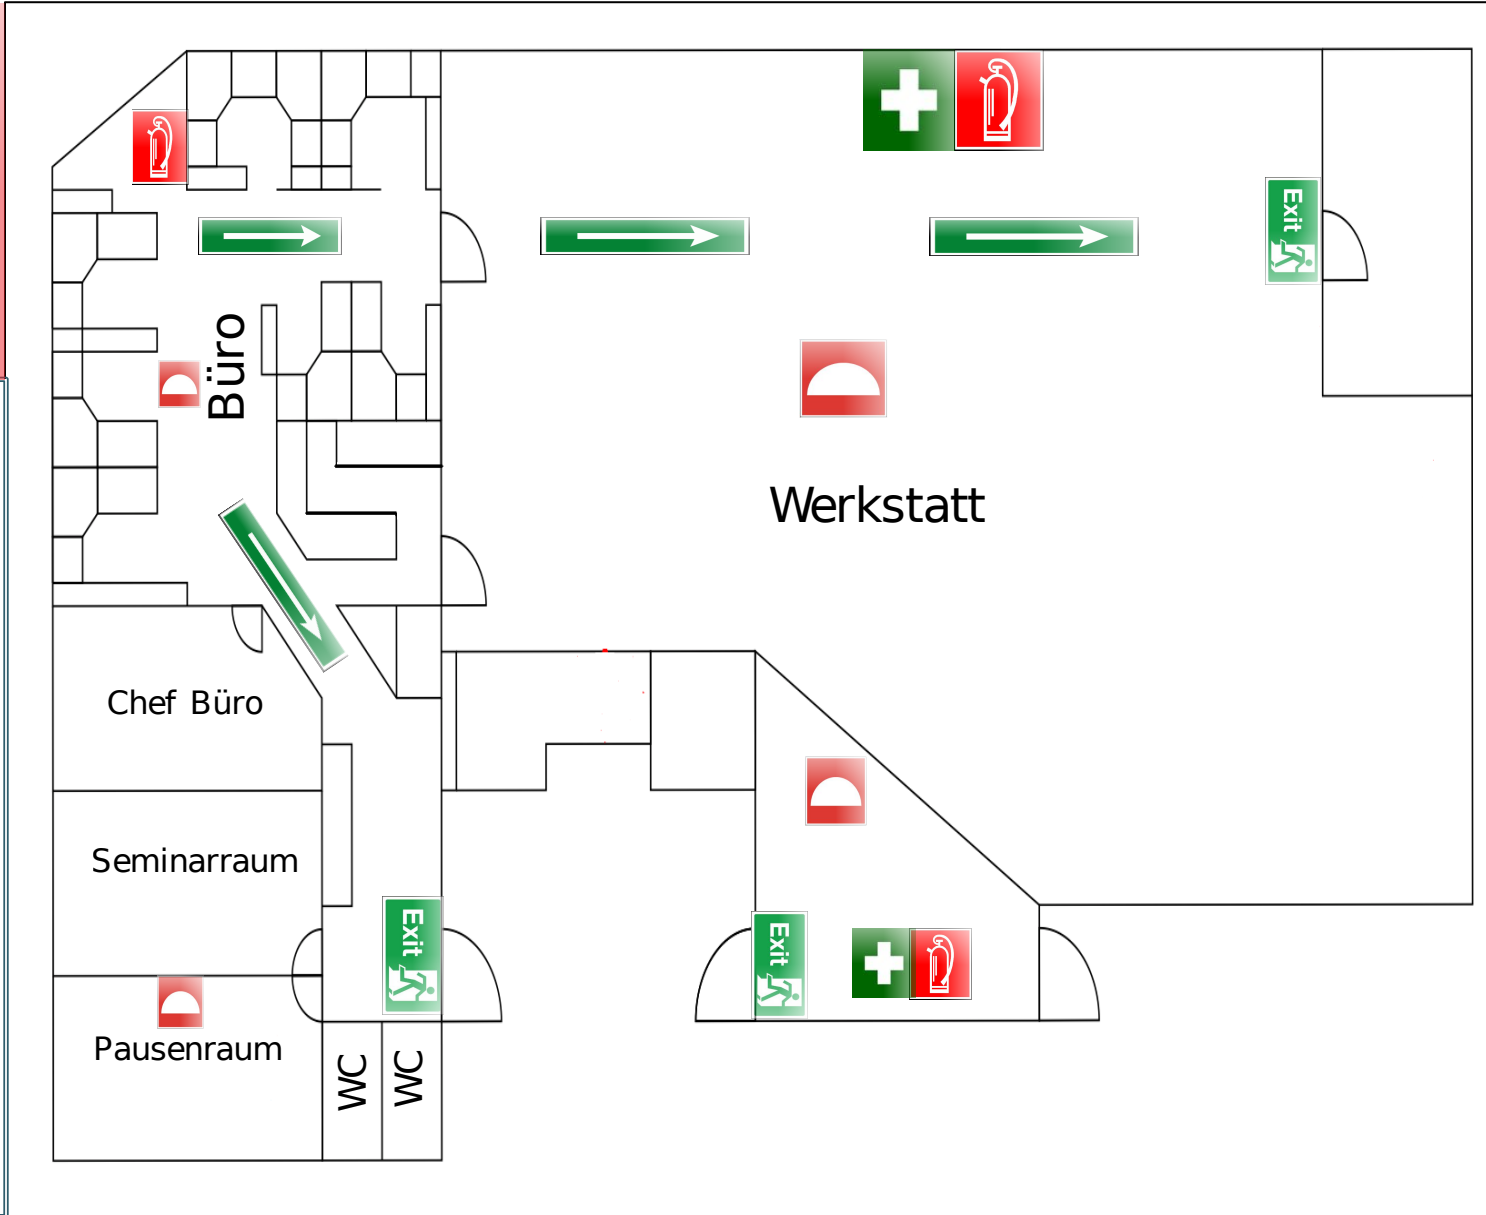 Exit
Büro
Werkstatt
Chef Büro
Seminarraum
Exit
Exit
Pausenraum
WC
WC